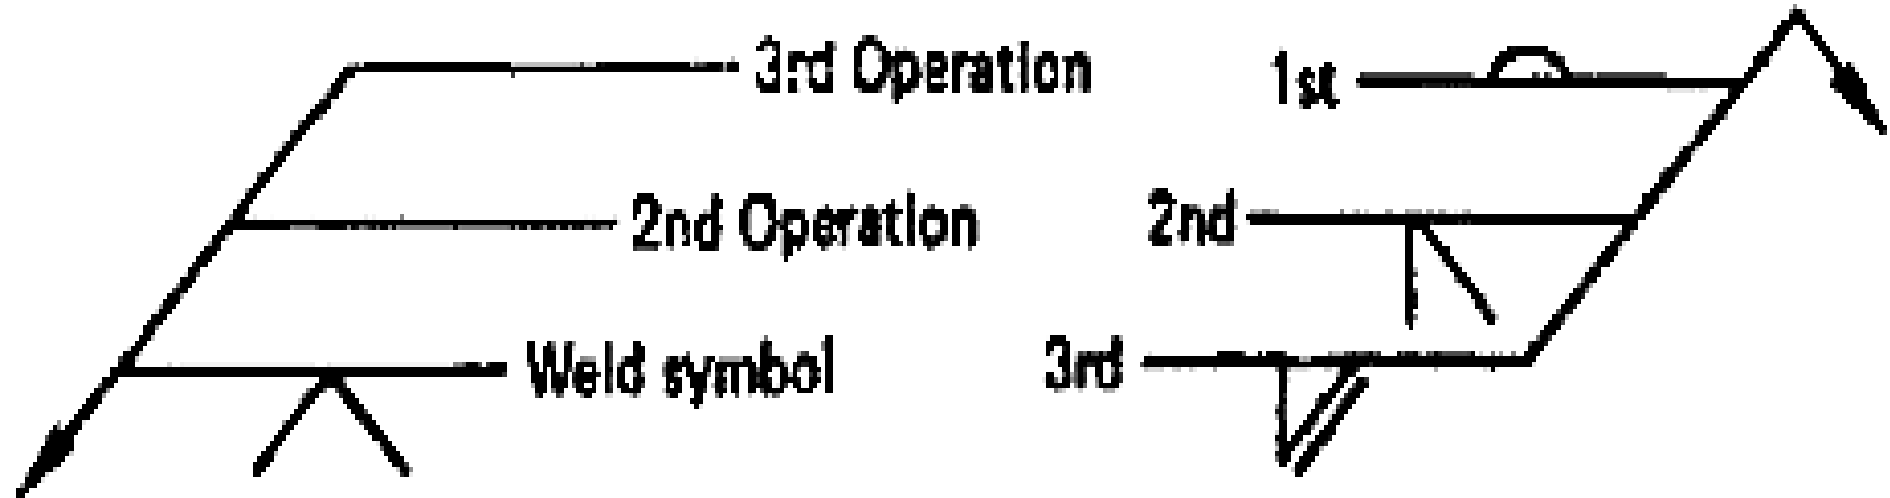 3rd Operation
2nd Operation
Weld symbol
1st
2nd
3rd